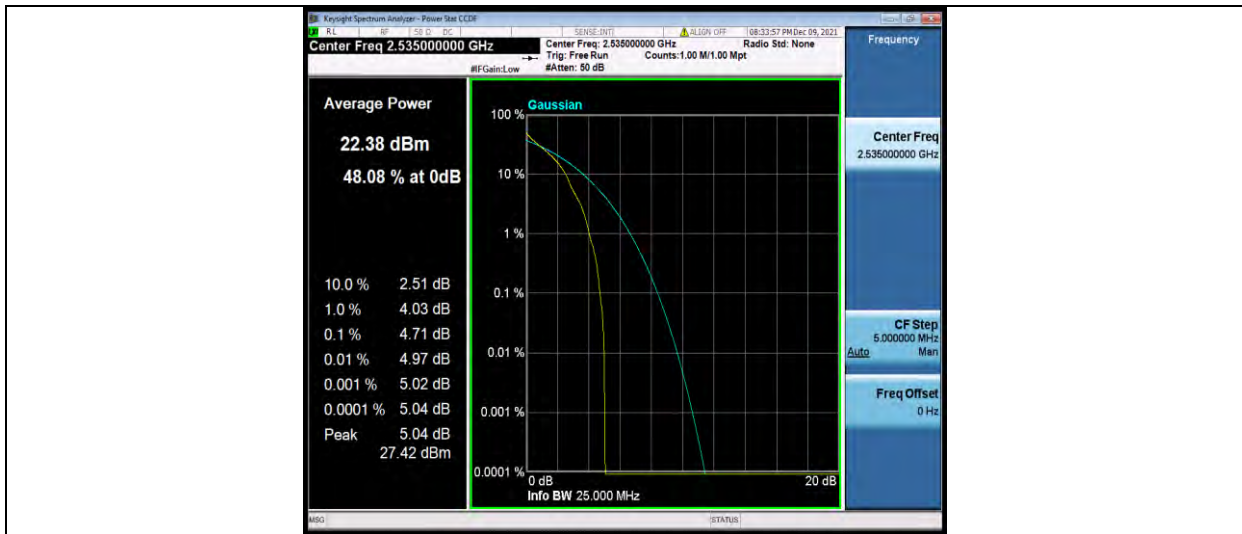 Keysight Spectrum Analyzer - Power Stat CCDF
RL RF 50 Ω DC SENSE:INT ALIGN OFF 08:33:57 PM Dec 09, 2021
Center Freq 2.535000000 GHz
Center Freq: 2.535000000 GHz Radio Std: None
Trig: Free Run Counts:1.00 M/1.00 Mpt
#IFGain:Low #Atten: 50 dB
Frequency
Average Power
22.38 dBm
48.08 % at 0dB
10.0 % 2.51 dB
1.0 % 4.03 dB
0.1 % 4.71 dB
0.01 % 4.97 dB
0.001 % 5.02 dB
0.0001 % 5.04 dB
Peak 5.04 dB
27.42 dBm
Gaussian
100 %
10 %
1 %
0.1 %
0.01 %
0.001 %
0.0001 %
0 dB 20 dB
Info BW 25.000 MHz
Center Freq
2.535000000 GHz
CF Step
5.000000 MHz
Auto Man
Freq Offset
0 Hz
MSG STATUS